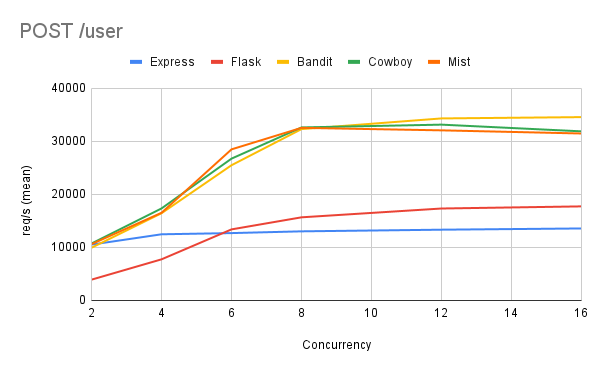 POST /user
Express Flask Bandit Cowboy Mist
40000
30000
20000
10000
0
req/s (mean)
2 4 6 8 10 12 14 16
Concurrency